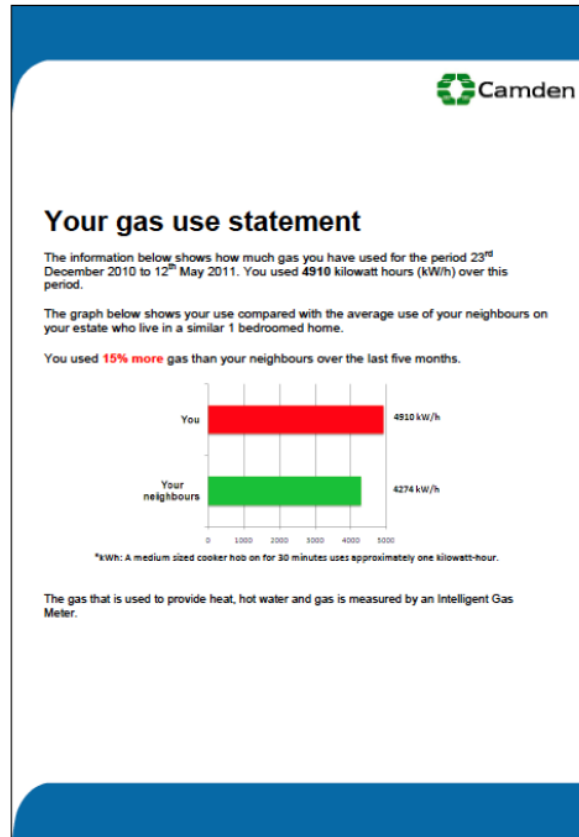 Camden
Your gas use statement
The information below shows how much gas you have used for the period 23rd
December 2010 to 12th May 2011. You used 4910 kilowatt hours (kW/h) over this
period.
The graph below shows your use compared with the average use of your neighbours on
your estate who live in a similar 1 bedroomed home.
You used 15% more gas than your neighbours over the last five months.
You 4910 kW/h
Your
neighbours 4274 kW/h
0 1000 2000 3000 4000 5000
*kWh: A medium sized cooker hob on for 30 minutes uses approximately one kilowatt-hour.
The gas that is used to provide heat, hot water and gas is measured by an Intelligent Gas
Meter.